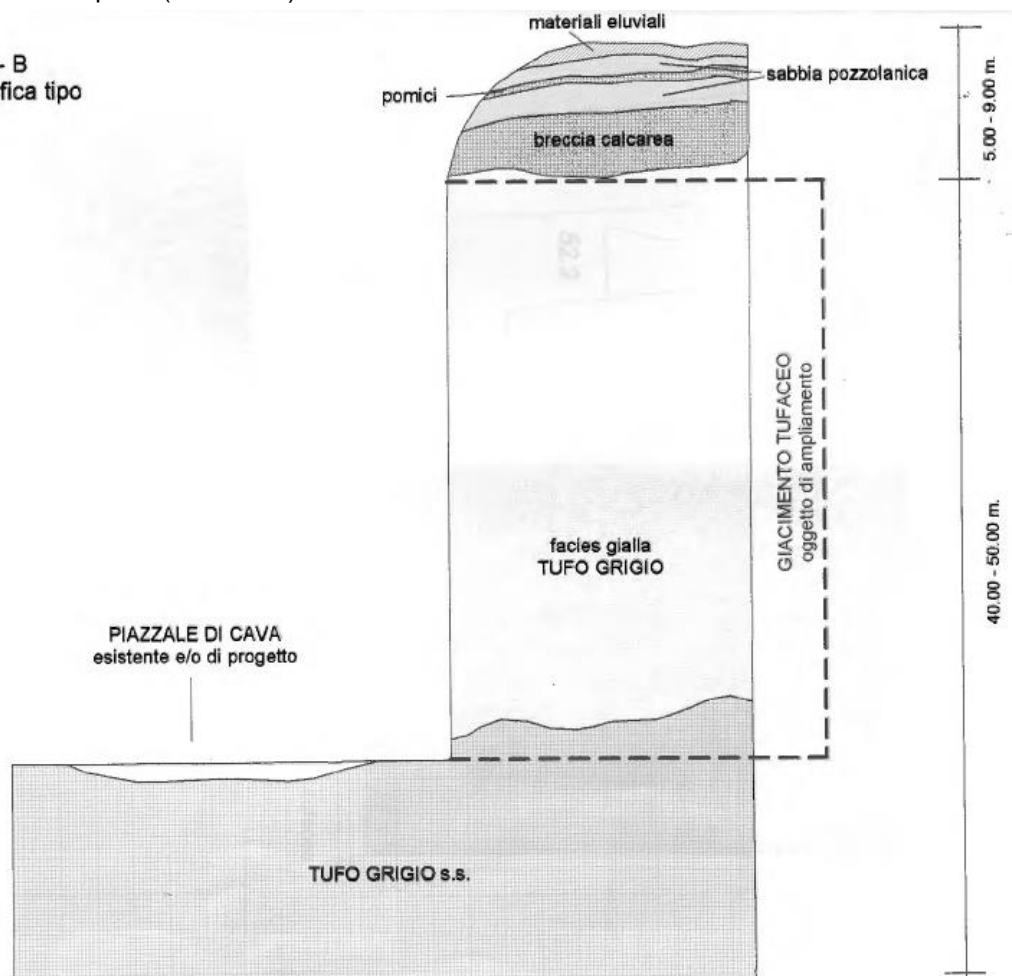 materiali eluviali
- B
fica tipo
pomici
sabbia pozzolanica
breccia calcarea
5.00 - 9.00 m.
522
GIACIMENTO TUFACEO
oggetto di ampliamento
facies gialla
TUFO GRIGIO
40.00 - 50.00 m.
PIAZZALE DI CAVA
esistente e/o di progetto
TUFO GRIGIO s.s.